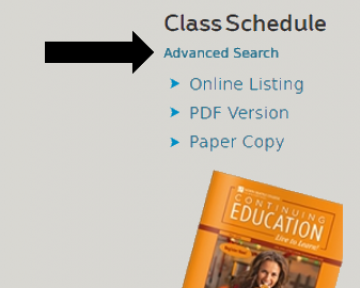 Class Schedule
Advanced Search
Online Listing
PDF Version
Paper Copy
CONTINUING
EDUCATION
Live to Learn!